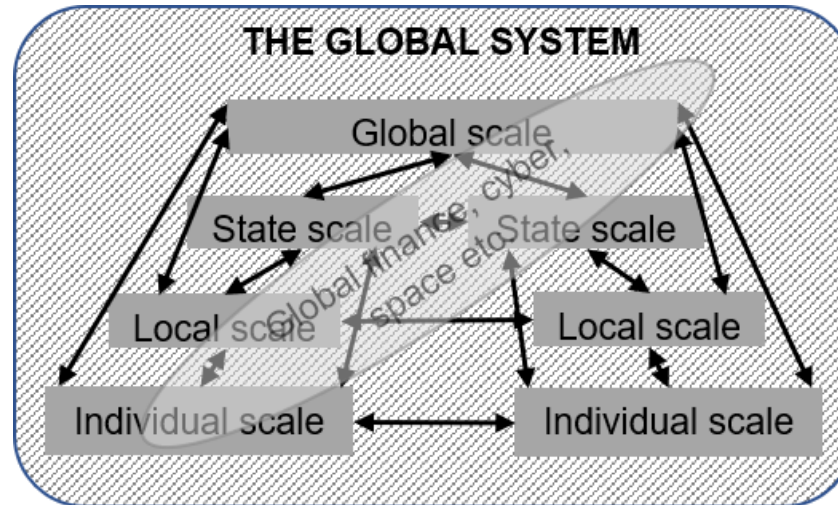 THE GLOBAL SYSTEM
Global scale
State scale
State scale
Local scale
Local scale
Individual scale
Individual scale
Global finance, cyber,
space etc.